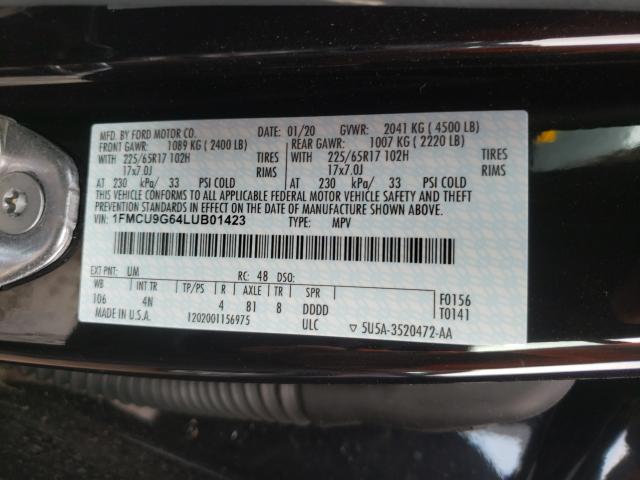 MFD. BY FORD MOTOR CO. DATE: 01/20 GVWR: 2041 KG ( 4500 LB)
FRONT GAWR: 1089 KG ( 2400 LB) REAR GAWR: 1007 KG ( 2220 LB)
WITH 225/65R17 102H TIRES WITH 225/65R17 102H TIRES
17x7.0J RIMS 17x7.0J RIMS
AT 230 kPa/ 33 PSI COLD AT 230 kPa/ 33 PSI COLD
THIS VEHICLE CONFORMS TO ALL APPLICABLE FEDERAL MOTOR VEHICLE SAFETY AND THEFT
PREVENTION STANDARDS IN EFFECT ON THE DATE OF MANUFACTURE SHOWN ABOVE.
VIN: 1FMCU9G64LUB01423 TYPE: MPV
EXT PNT: UM RC: 48 DSO:
WB INT TR TP/PS R AXLE TR SPR F0156
106 4N 4 81 8 DDDD T0141
MADE IN U.S.A. 1202001156975 ULC ▽ 5U5A-3520472-AA